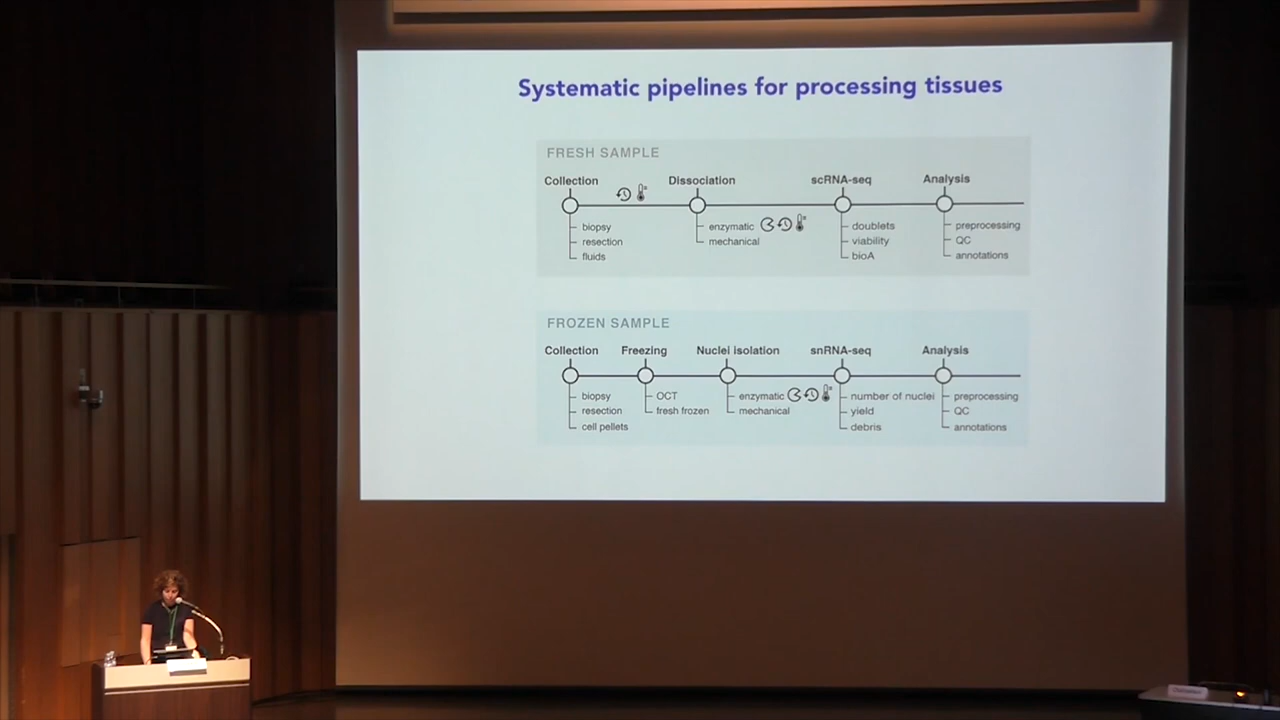 Systematic pipelines for processing tissues
FRESH SAMPLE
Collection Dissociation scRNA-seq Analysis
biopsy enzymatic doublets preprocessing
resection mechanical viability QC
fluids bioA annotations
FROZEN SAMPLE
Collection Freezing Nuclei isolation snRNA-seq Analysis
biopsy OCT enzymatic number of nuclei preprocessing
resection fresh frozen mechanical yield QC
cell pellets debris annotations